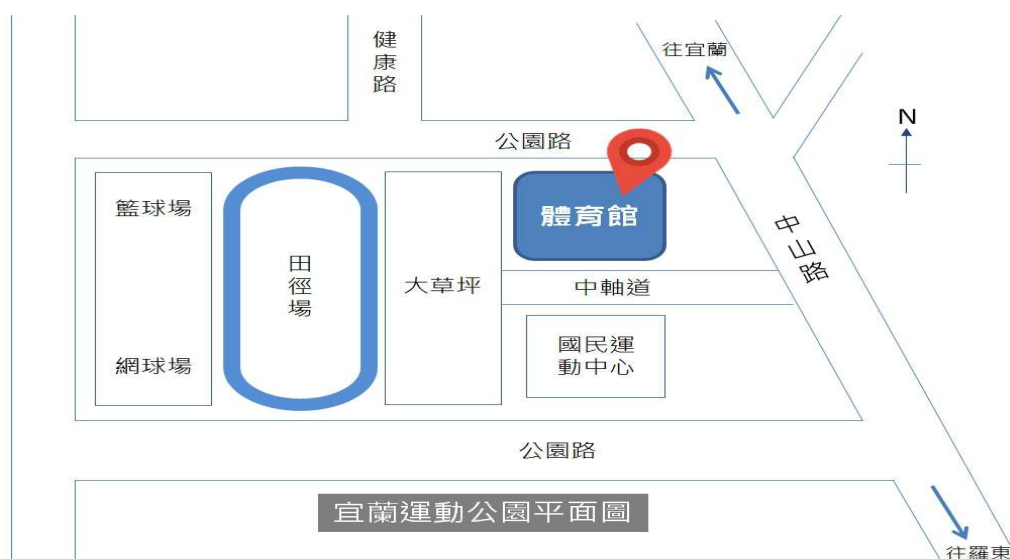 健康路
往宜蘭
N
公園路
籃球場
體育館
中山路
田徑場
大草坪
中軸道
國民運
動中心
網球場
公園路
宜蘭運動公園平面圖
往羅東